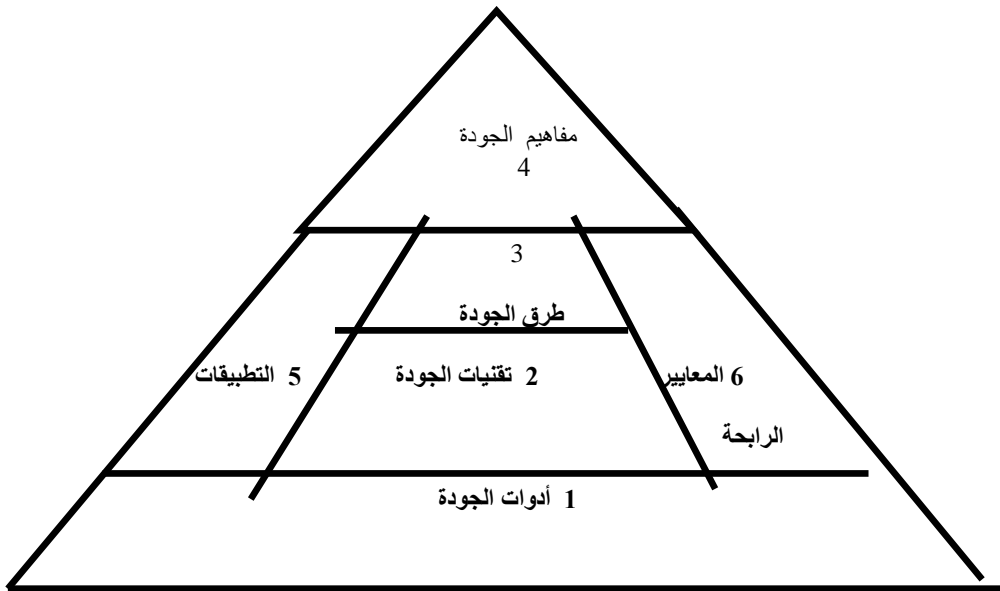 مفاهيم الجودة
4
3
طرق الجودة
6 المعايير
الرابحة
2 تقنيات الجودة
5 التطبيقات
1 أدوات الجودة